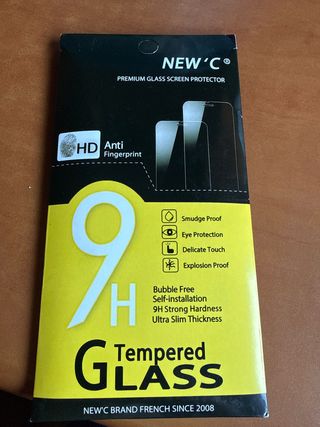 NEW'C®
PREMIUM GLASS SCREEN PROTECTOR
HD Anti
Fingerprint
9H
Smudge Proof
Eye Protection
Delicate Touch
Explosion Proof
Bubble Free
Self-installation
9H Strong Hardness
Ultra Slim Thickness
Tempered
GLASS
NEW'C BRAND FRENCH SINCE 2008